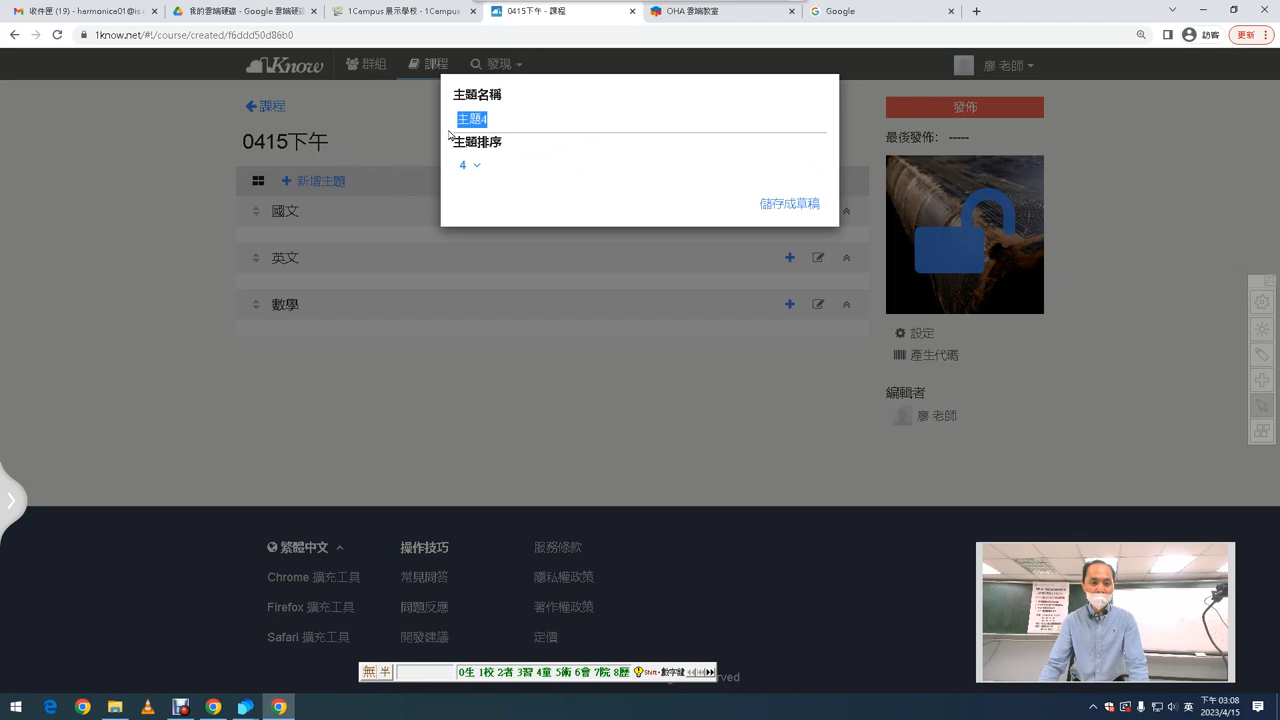 收件匣 (19) - harmonica01@is.
我的雲端硬碟 - Google 雲端硬
1Campus 展示學校 - 1Campus
0415下午 - 課程
OHA 雲端教室
Google
1know.net/#!/course/created/f6ddd50d86b0
訪客
更新
1Know
群組
課程
發現
廖 老師
主題名稱
主題4
主題排序
4
儲存成草稿
課程
0415下午
新增主題
國文
英文
數學
發佈
最後發佈： -----
設定
產生代碼
編輯者
廖 老師
繁體中文
操作技巧
服務條款
Chrome 擴充工具
常見問答
隱私權政策
Firefox 擴充工具
問題反應
著作權政策
Safari 擴充工具
開發建議
定價
無 半
0生 1校 2者 3習 4童 5術 6會 7院 8歷
Shift+數字鍵
erved
英
下午 03:08
2023/4/15